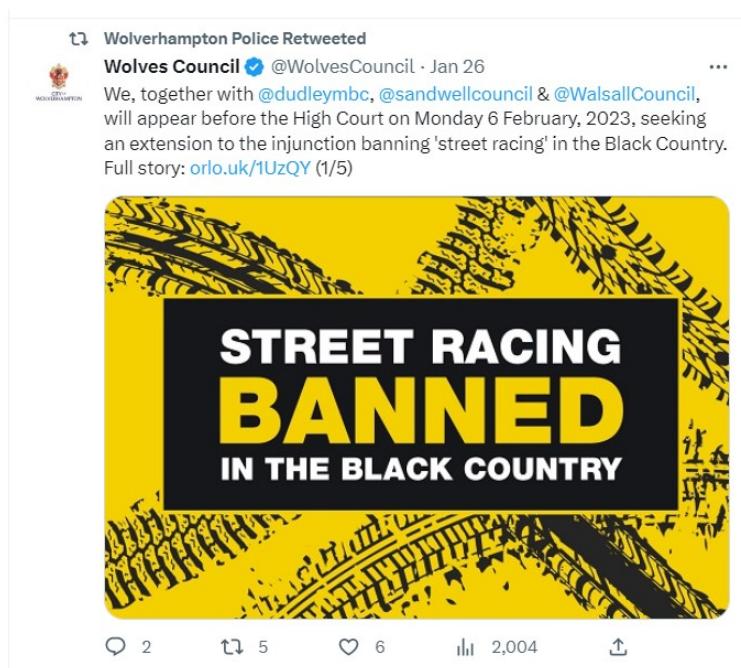 Wolverhampton Police Retweeted
Wolves Council @WolvesCouncil · Jan 26
CITY OF
WOLVERHAMPTON
We, together with @dudleymbc, @sandwellcouncil & @WalsallCouncil,
will appear before the High Court on Monday 6 February, 2023, seeking
an extension to the injunction banning 'street racing' in the Black Country.
Full story: orlo.uk/1UzQY (1/5)
STREET RACING
BANNED
IN THE BLACK COUNTRY
2 5 6 2,004